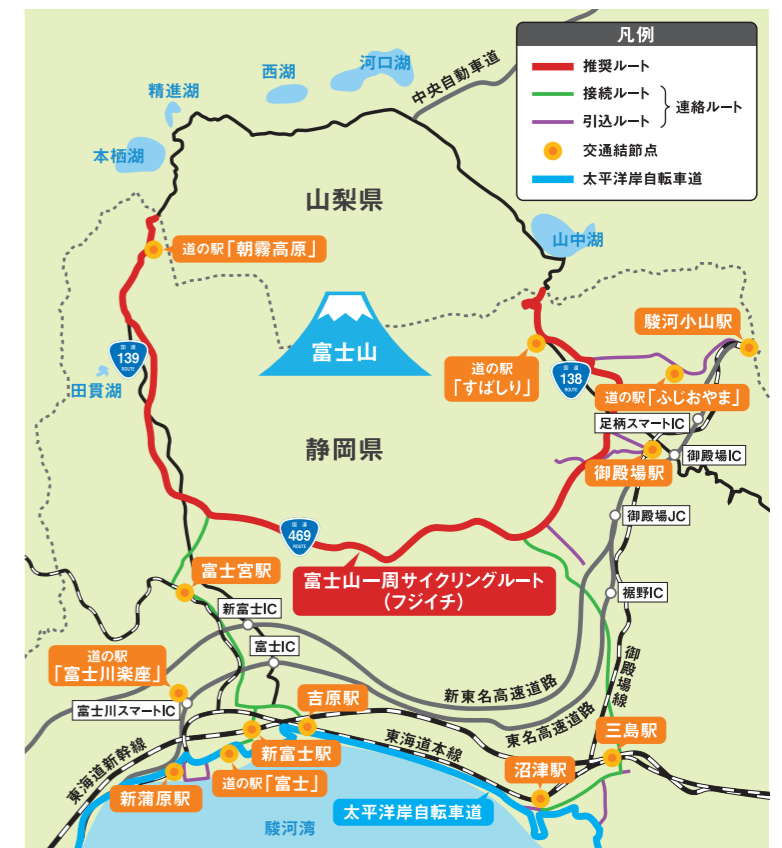 凡例
推奨ルート
接続ルート
引込ルート
連絡ルート
交通結節点
太平洋岸自転車道
河口湖
西湖
精進湖
本栖湖
中央自動車道
山梨県
山中湖
道の駅「朝霧高原」
駿河小山駅
富士山
国道
139
ROUTE
道の駅
「すばしり」
国道
138
ROUTE
道の駅「ふじおやま」
田貫湖
足柄スマートIC
静岡県
御殿場IC
御殿場駅
国道
469
ROUTE
御殿場JC
富士宮駅
富士山一周サイクリングルート
(フジイチ)
裾野IC
新富士IC
富士IC
道の駅
「富士川楽座」
御殿場線
新東名高速道路
吉原駅
富士川スマートIC
東名高速道路
三島駅
新富士駅
東海道本線
東海道新幹線
沼津駅
道の駅「富士」
新蒲原駅
太平洋岸自転車道
駿河湾